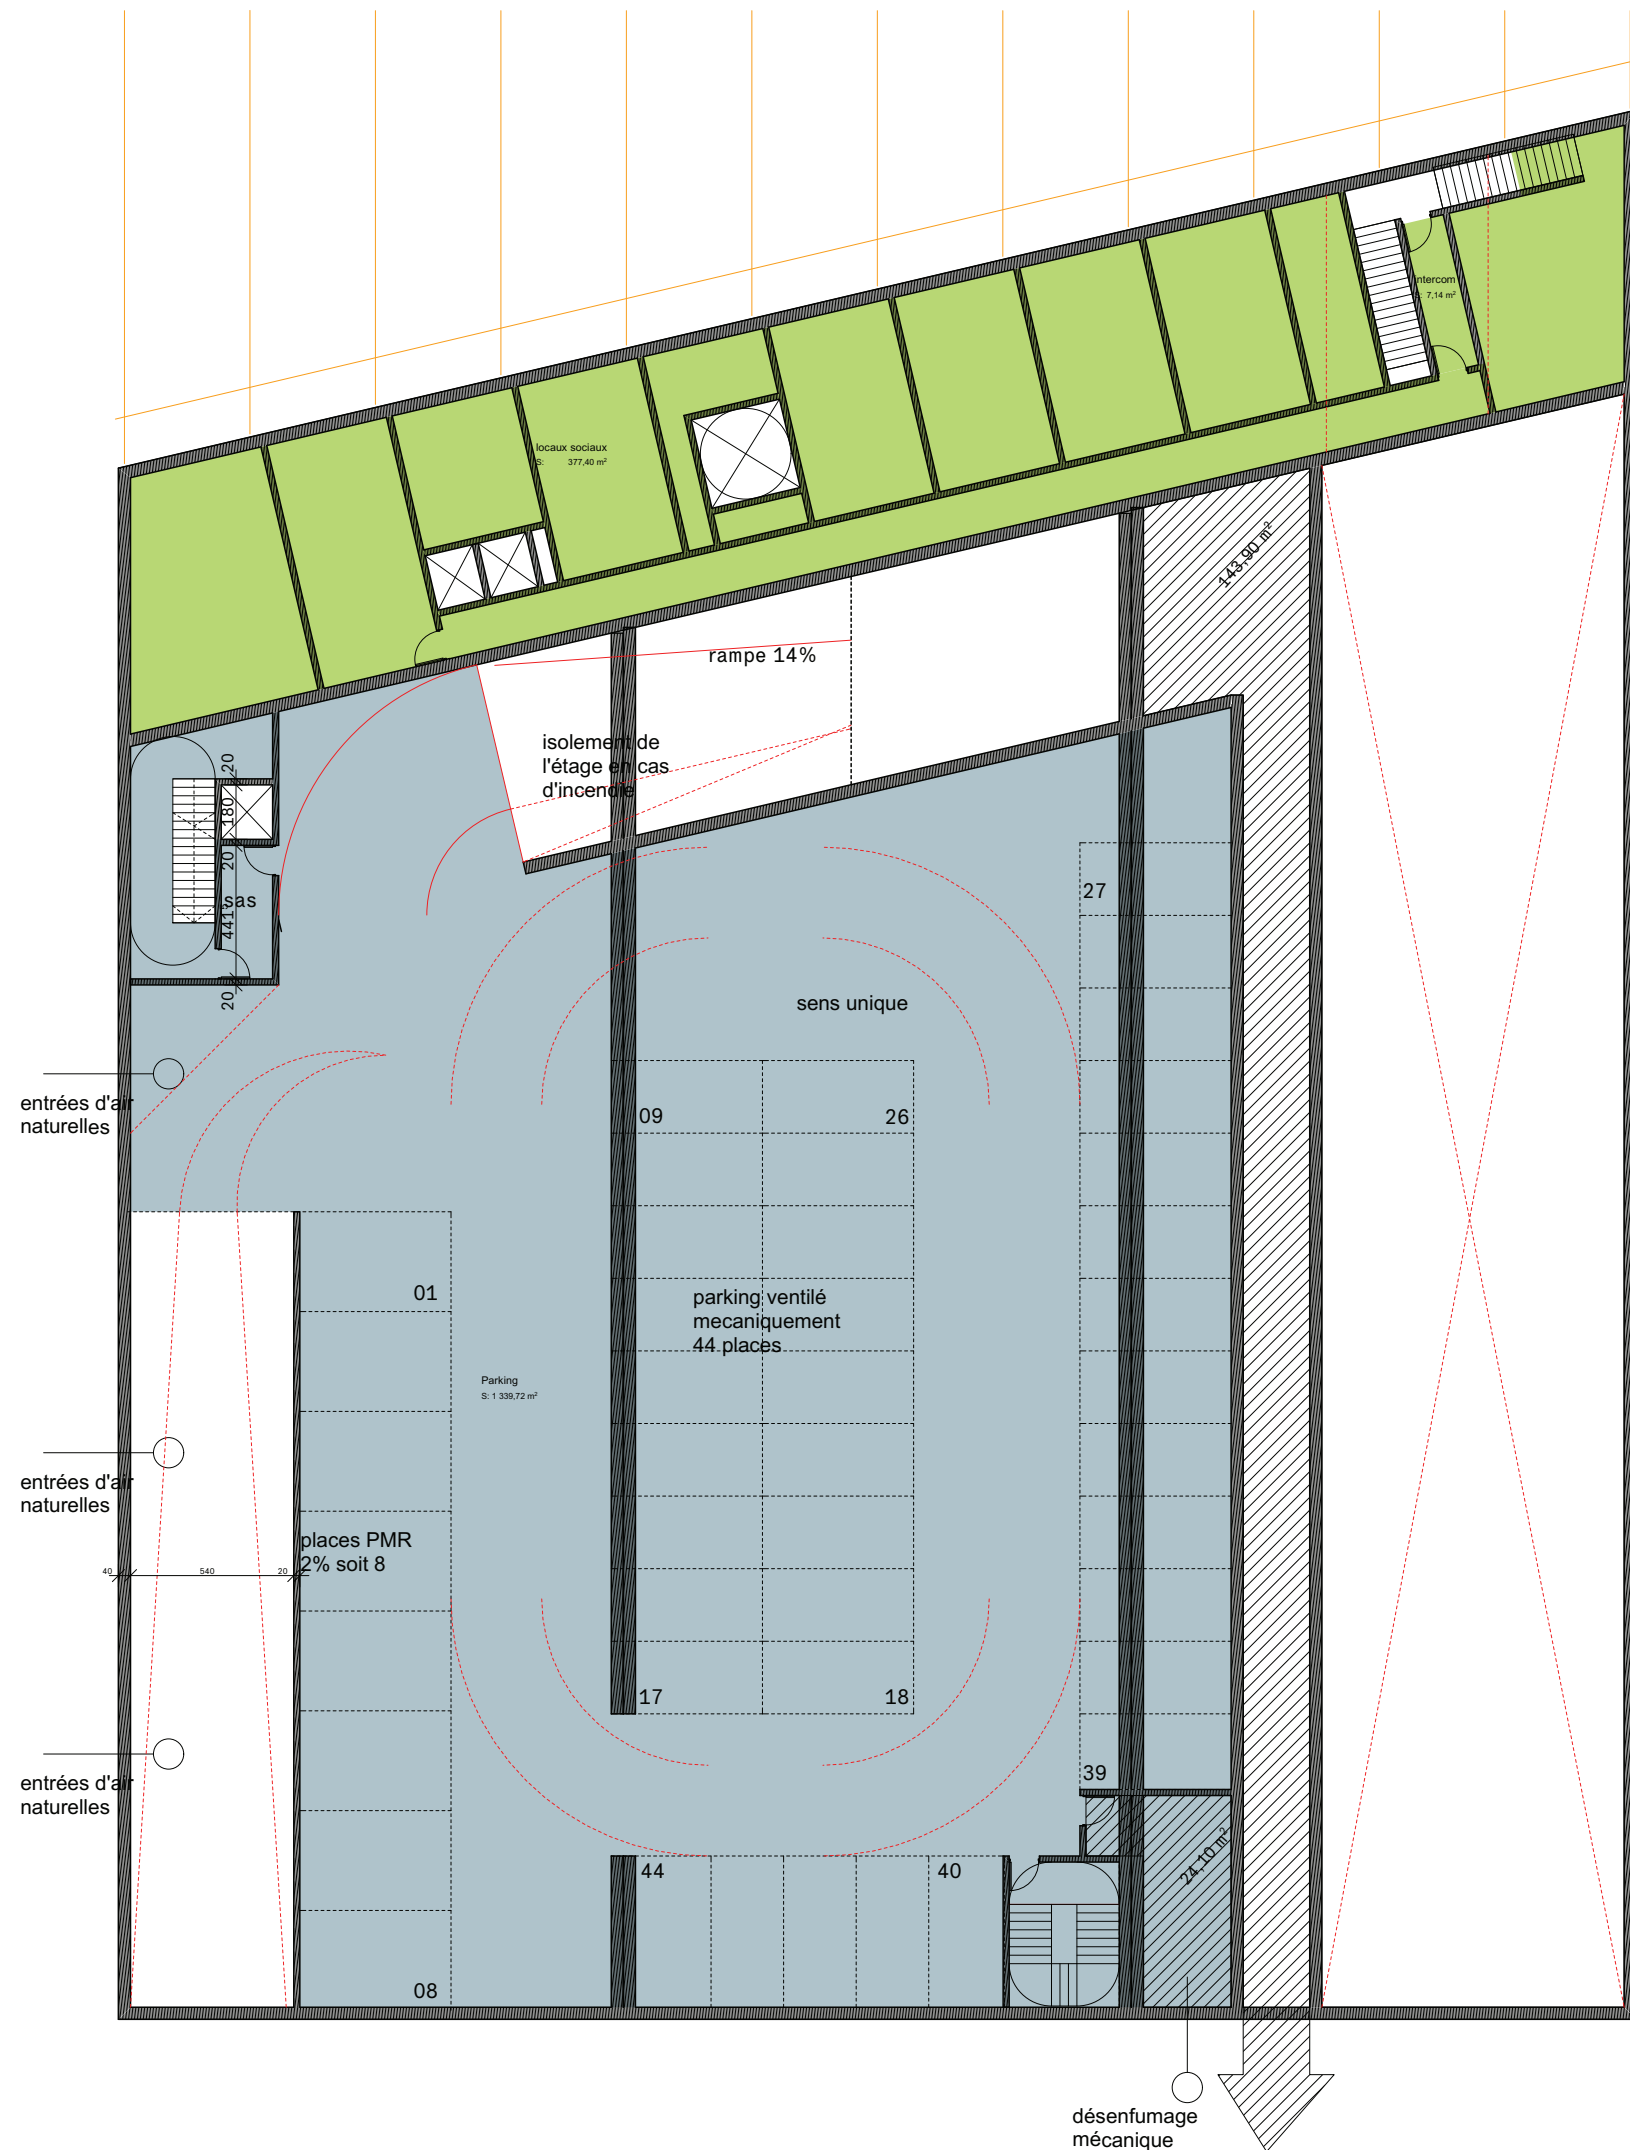 intercom
S: 7,14 m²
locaux sociaux
S: 377,40 m²
143,90 m²
rampe 14%
isolement de
l'étage en cas
d'incendie
20
180
20
sas
441⁵
20
27
sens unique
entrées d'air
naturelles
09
26
01
parking ventilé
mecaniquement
44 places
Parking
S: 1 339,72 m²
entrées d'air
naturelles
places PMR
2% soit 8
40
540
20
17
18
entrées d'air
naturelles
39
24,10 m²
44
40
08
désenfumage
mécanique